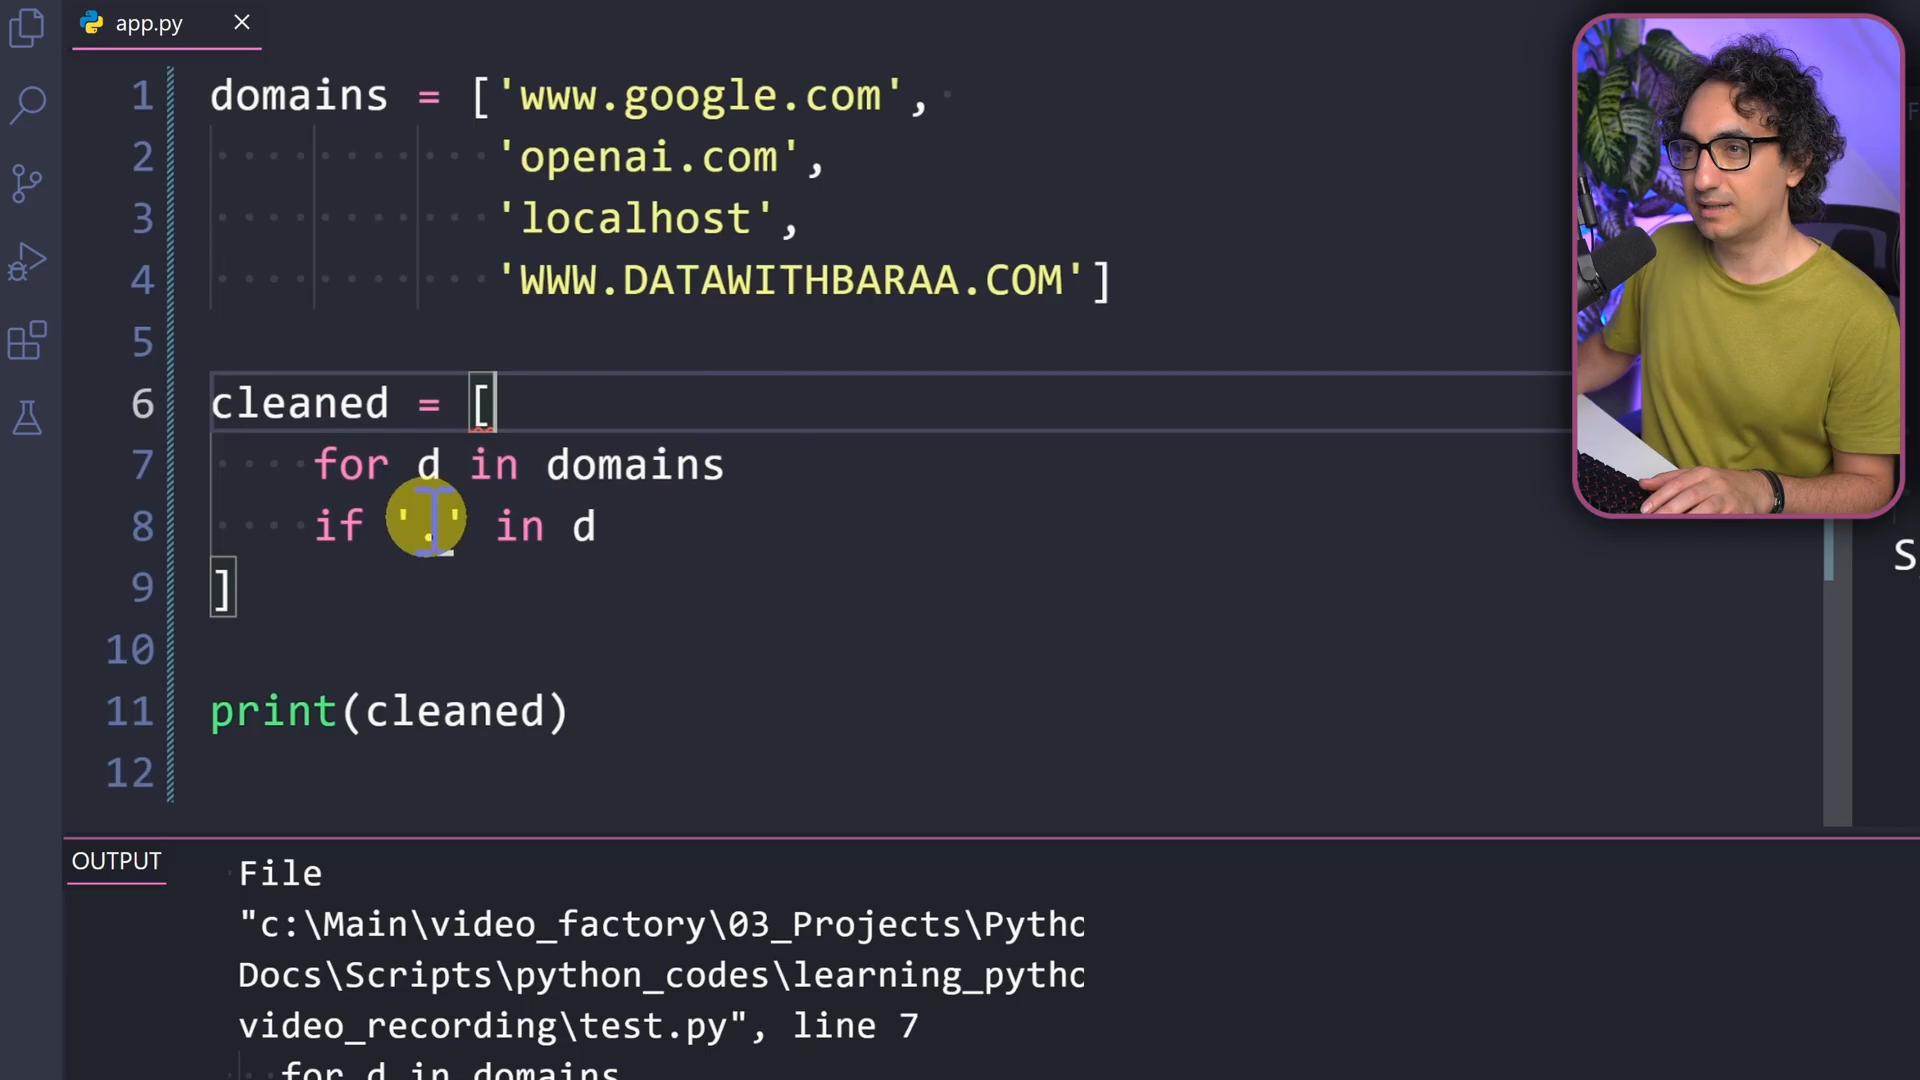 app.py
1 domains = ['www.google.com',
2 'openai.com',
3 'localhost',
4 'WWW.DATAWITHBARAA.COM']
5
6 cleaned = [
7 for d in domains
8 if '.' in d
9 ]
10
11 print(cleaned)
12
OUTPUT
File
"c:\Main\video_factory\03_Projects\Pytho
Docs\Scripts\python_codes\learning_pytho
video_recording\test.py", line 7
for d in domains